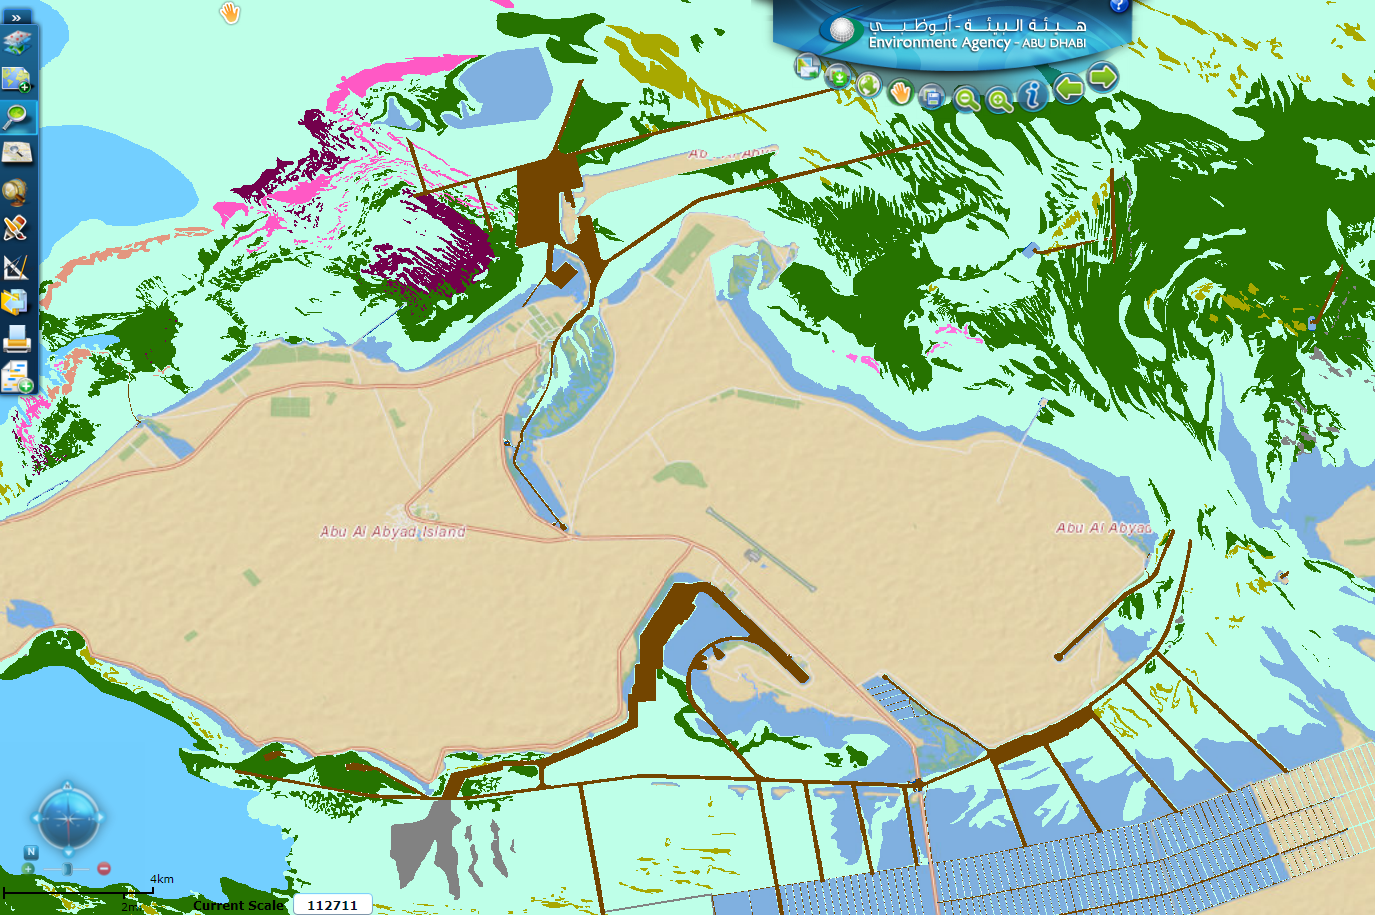 »
?
هيئة البيئة - أبوظبي
Environment Agency - ABU DHABI
Abu Al Abyad Island
Abu Al Abyad
N
4km
Current Scale
112711